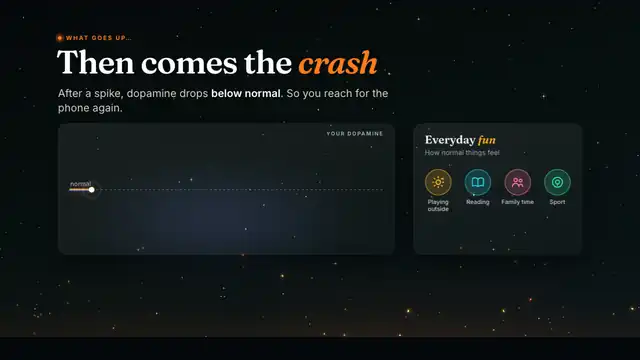 WHAT GOES UP...
Then comes the crash
After a spike, dopamine drops below normal. So you reach for the
phone again.
YOUR DOPAMINE
normal
Everyday fun
How normal things feel
Playing
outside
Reading
Family time
Sport